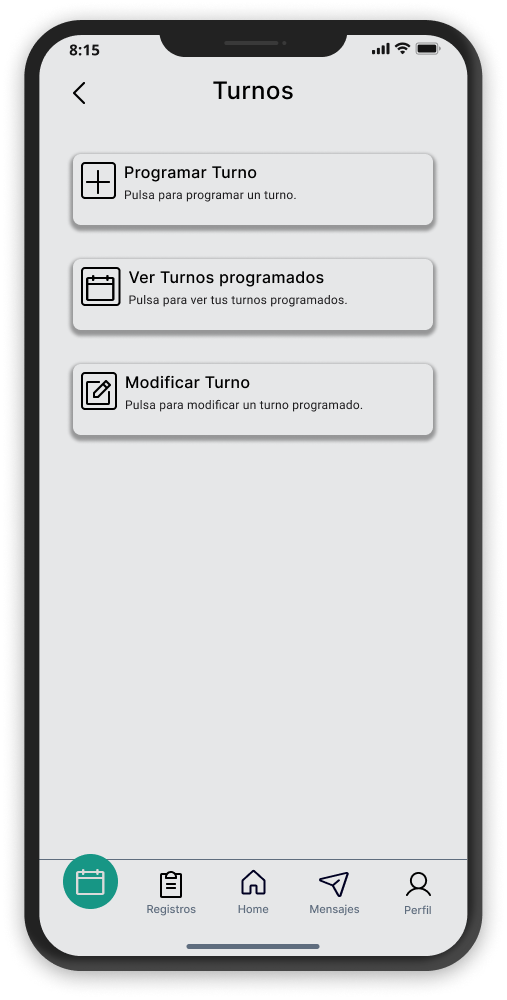 8:15
Turnos
Programar Turno
Pulsa para programar un turno.
Ver Turnos programados
Pulsa para ver tus turnos programados.
Modificar Turno
Pulsa para modificar un turno programado.
Registros
Home
Mensajes
Perfil